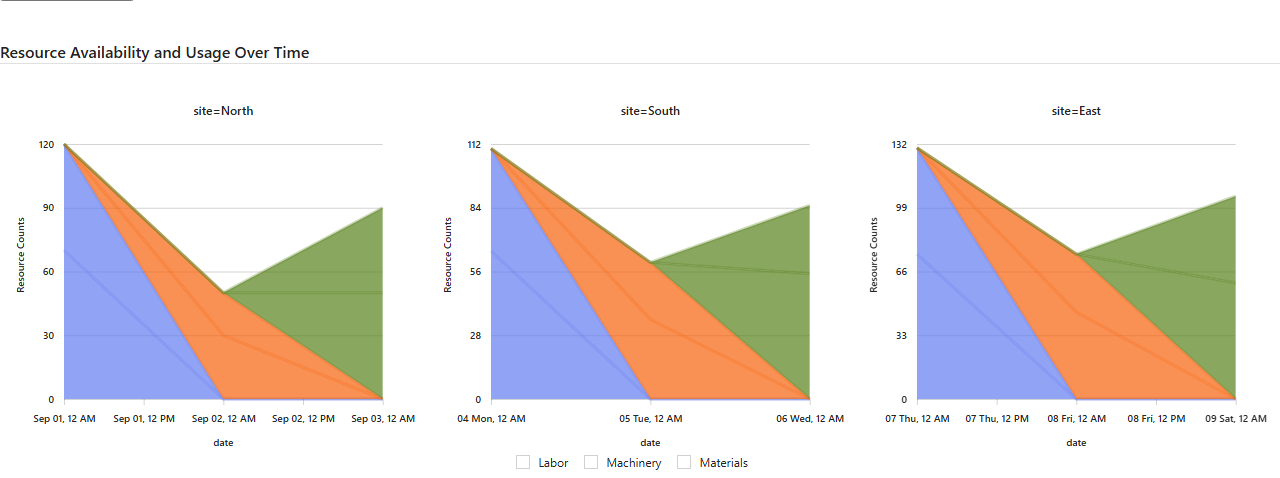 Resource Availability and Usage Over Time
site=North
site=South
site=East
120
90
60
30
0
Resource Counts
Sep 01, 12 AM
Sep 01, 12 PM
Sep 02, 12 AM
Sep 02, 12 PM
Sep 03, 12 AM
date
112
84
56
28
0
Resource Counts
04 Mon, 12 AM
05 Tue, 12 AM
06 Wed, 12 AM
date
132
99
66
33
0
Resource Counts
07 Thu, 12 AM
07 Thu, 12 PM
08 Fri, 12 AM
08 Fri, 12 PM
09 Sat, 12 AM
date
Labor
Machinery
Materials